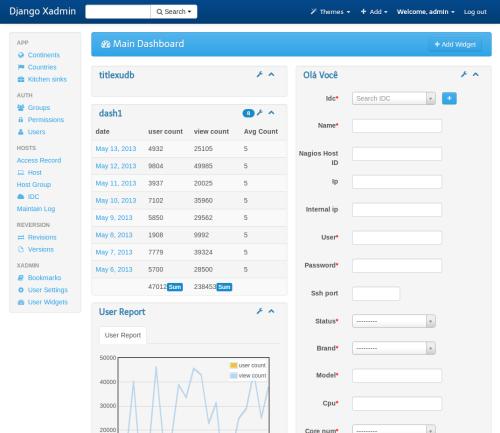 Django Xadmin
Search
Themes
Add
Welcome, admin
Log out
APP
Continents
Countries
Kitchen sinks
AUTH
Groups
Permissions
Users
HOSTS
Access Record
Host
Host Group
IDC
Maintain Log
REVERSION
Revisions
Versions
XADMIN
Bookmarks
User Settings
User Widgets
Main Dashboard
Add Widget
titlexudb
dash1
8
date user count view count Avg Count
May 13, 2013 4932 25105 5
May 12, 2013 9804 49985 5
May 11, 2013 3937 20025 5
May 10, 2013 7102 35960 5
May 9, 2013 5850 29562 5
May 8, 2013 1908 9992 5
May 7, 2013 7779 39324 5
May 6, 2013 5700 28500 5
47012 Sum 238453 Sum
User Report
User Report
50000
40000
30000
20000
user count
view count
Olá Você
Idc*
Search IDC
Name*
Nagios Host
ID
Ip
Internal ip
User*
Password*
Ssh port
Status*
---------
Brand*
---------
Model*
Cpu*
Core num*
---------